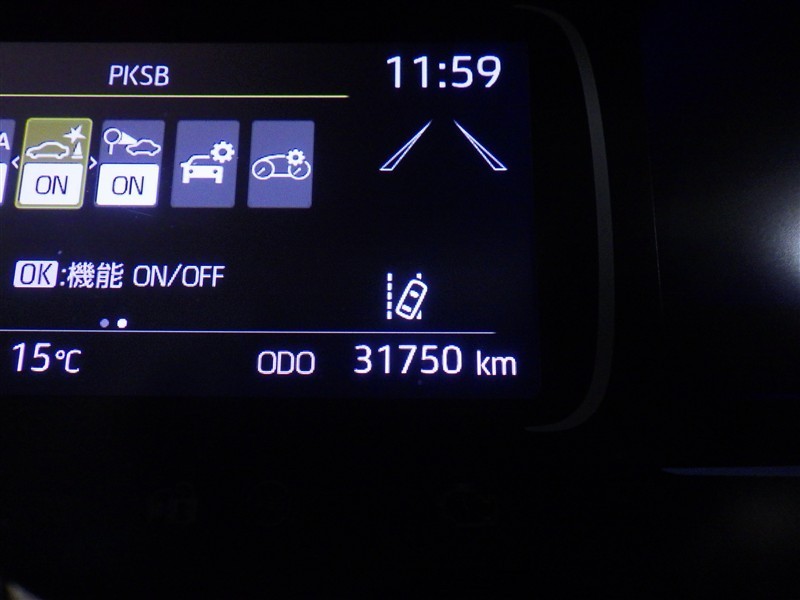 PKSB
11:59
A
ON
ON
OK:機能 ON/OFF
15℃
ODO
31750 km